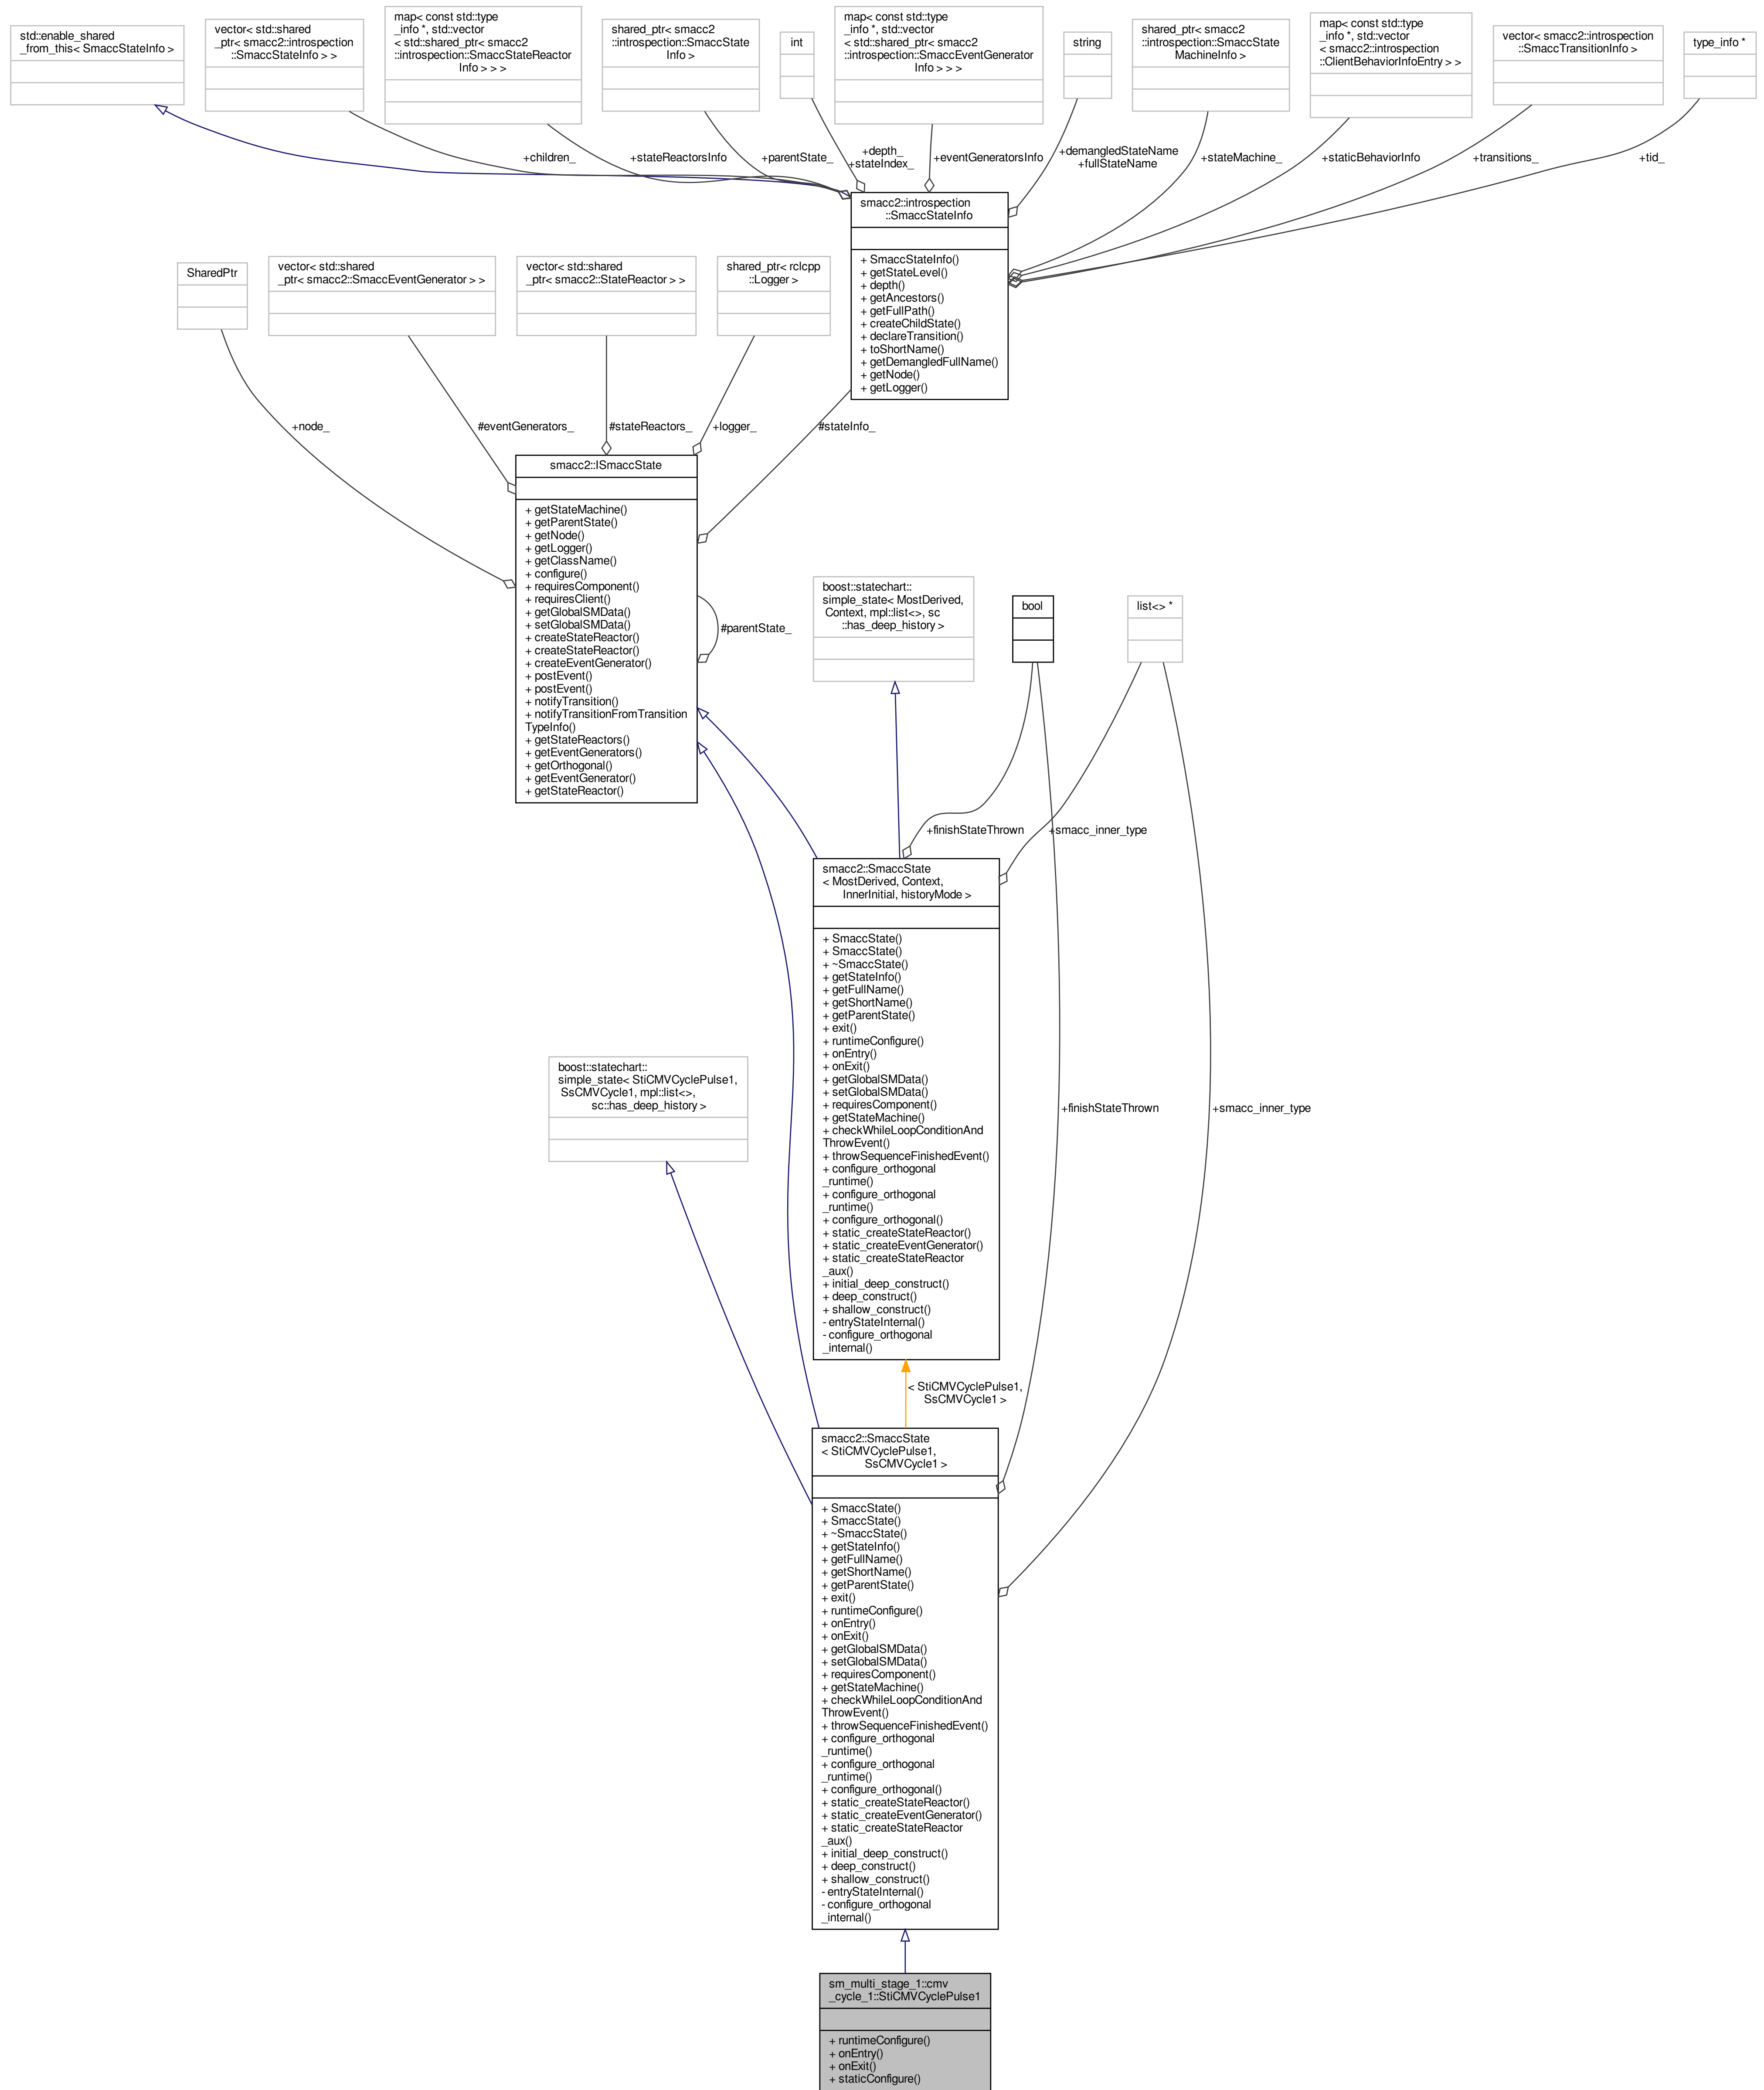 std::enable_shared
_from_this< SmaccStateInfo >
vector< std::shared
_ptr< smacc2::introspection
::SmaccStateInfo > >
map< const std::type
_info *, std::vector
< std::shared_ptr< smacc2
::introspection::SmaccStateReactor
Info > > >
shared_ptr< smacc2
::introspection::SmaccState
Info >
int
map< const std::type
_info *, std::vector
< std::shared_ptr< smacc2
::introspection::SmaccEventGenerator
Info > > >
string
shared_ptr< smacc2
::introspection::SmaccState
MachineInfo >
map< const std::type
_info *, std::vector
< smacc2::introspection
::ClientBehaviorInfoEntry > >
vector< smacc2::introspection
::SmaccTransitionInfo >
type_info *
+children_
+stateReactorsInfo
+parentState_
+depth_
+stateIndex_
+eventGeneratorsInfo
+demangledStateName
+fullStateName
+stateMachine_
+staticBehaviorInfo
+transitions_
+tid_
smacc2::introspection
::SmaccStateInfo
+ SmaccStateInfo()
+ getStateLevel()
+ depth()
+ getAncestors()
+ getFullPath()
+ createChildState()
+ declareTransition()
+ toShortName()
+ getDemangledFullName()
+ getNode()
+ getLogger()
SharedPtr
vector< std::shared
_ptr< smacc2::SmaccEventGenerator > >
vector< std::shared
_ptr< smacc2::StateReactor > >
shared_ptr< rclcpp
::Logger >
+node_
#eventGenerators_
#stateReactors_
+logger_
#stateInfo_
smacc2::ISmaccState
+ getStateMachine()
+ getParentState()
+ getNode()
+ getLogger()
+ getClassName()
+ configure()
+ requiresComponent()
+ requiresClient()
+ getGlobalSMData()
+ setGlobalSMData()
+ createStateReactor()
+ createStateReactor()
+ createEventGenerator()
+ postEvent()
+ postEvent()
+ notifyTransition()
+ notifyTransitionFromTransition
TypeInfo()
+ getStateReactors()
+ getEventGenerators()
+ getOrthogonal()
+ getEventGenerator()
+ getStateReactor()
#parentState_
boost::statechart::
simple_state< MostDerived,
Context, mpl::list<>, sc
::has_deep_history >
bool
list<> *
+finishStateThrown
+smacc_inner_type
smacc2::SmaccState
< MostDerived, Context,
InnerInitial, historyMode >
+ SmaccState()
+ SmaccState()
+ ~SmaccState()
+ getStateInfo()
+ getFullName()
+ getShortName()
+ getParentState()
+ exit()
+ runtimeConfigure()
+ onEntry()
+ onExit()
+ getGlobalSMData()
+ setGlobalSMData()
+ requiresComponent()
+ getStateMachine()
+ checkWhileLoopConditionAnd
ThrowEvent()
+ throwSequenceFinishedEvent()
+ configure_orthogonal
_runtime()
+ configure_orthogonal
_runtime()
+ configure_orthogonal()
+ static_createStateReactor()
+ static_createEventGenerator()
+ static_createStateReactor
_aux()
+ initial_deep_construct()
+ deep_construct()
+ shallow_construct()
- entryStateInternal()
- configure_orthogonal
_internal()
boost::statechart::
simple_state< StiCMVCyclePulse1,
SsCMVCycle1, mpl::list<>,
sc::has_deep_history >
+finishStateThrown
+smacc_inner_type
< StiCMVCyclePulse1,
SsCMVCycle1 >
smacc2::SmaccState
< StiCMVCyclePulse1,
SsCMVCycle1 >
+ SmaccState()
+ SmaccState()
+ ~SmaccState()
+ getStateInfo()
+ getFullName()
+ getShortName()
+ getParentState()
+ exit()
+ runtimeConfigure()
+ onEntry()
+ onExit()
+ getGlobalSMData()
+ setGlobalSMData()
+ requiresComponent()
+ getStateMachine()
+ checkWhileLoopConditionAnd
ThrowEvent()
+ throwSequenceFinishedEvent()
+ configure_orthogonal
_runtime()
+ configure_orthogonal
_runtime()
+ configure_orthogonal()
+ static_createStateReactor()
+ static_createEventGenerator()
+ static_createStateReactor
_aux()
+ initial_deep_construct()
+ deep_construct()
+ shallow_construct()
- entryStateInternal()
- configure_orthogonal
_internal()
sm_multi_stage_1::cmv
_cycle_1::StiCMVCyclePulse1
+ runtimeConfigure()
+ onEntry()
+ onExit()
+ staticConfigure()